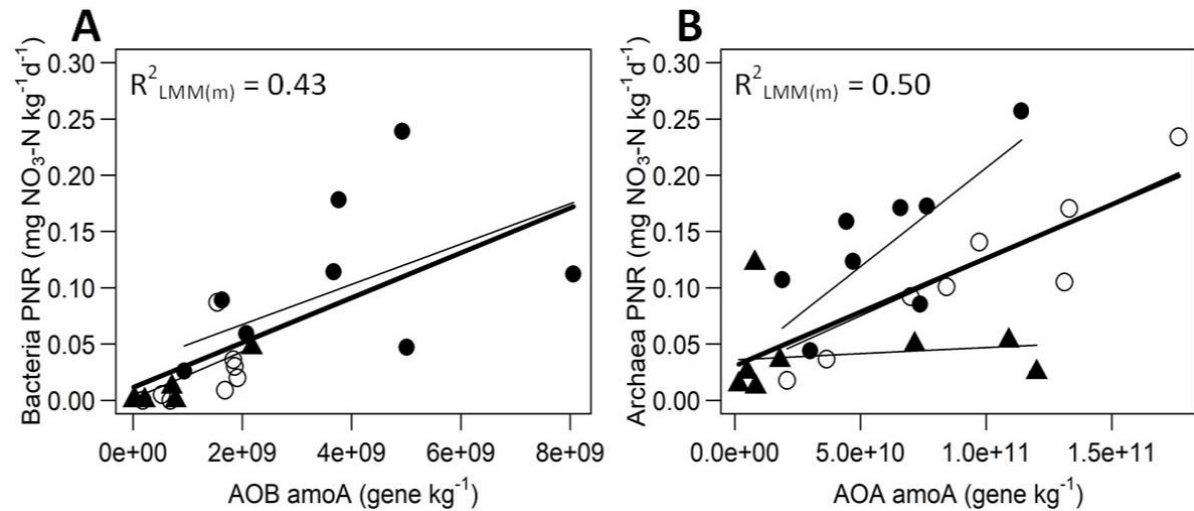 A
R²LMM(m) = 0.43
Bacteria PNR (mg NO₃-N kg⁻¹d⁻¹)
0.30
0.25
0.20
0.15
0.10
0.05
0.00
0e+00 2e+09 4e+09 6e+09 8e+09
AOB amoA (gene kg⁻¹)
B
R²LMM(m) = 0.50
Archaea PNR (mg NO₃-N kg⁻¹d⁻¹)
0.30
0.25
0.20
0.15
0.10
0.05
0.00
0.0e+00 5.0e+10 1.0e+11 1.5e+11
AOA amoA (gene kg⁻¹)